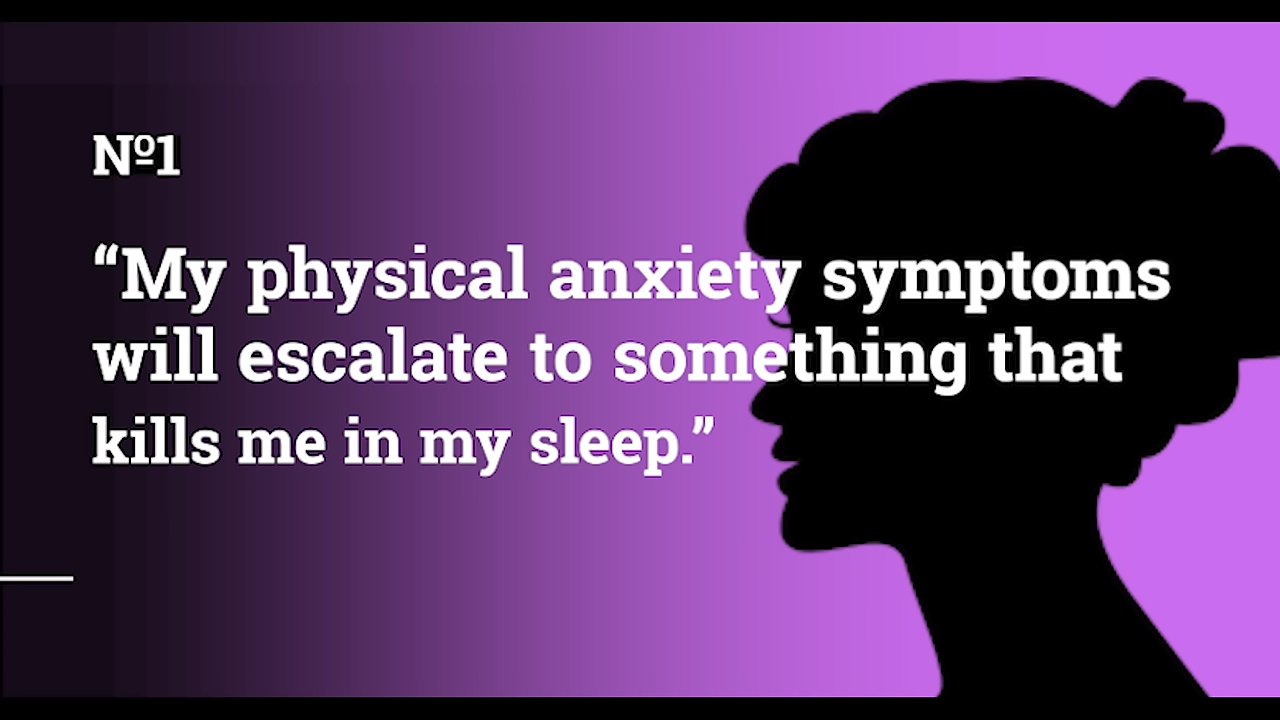 Nº1
“My physical anxiety symptoms
will escalate to something that
kills me in my sleep.”